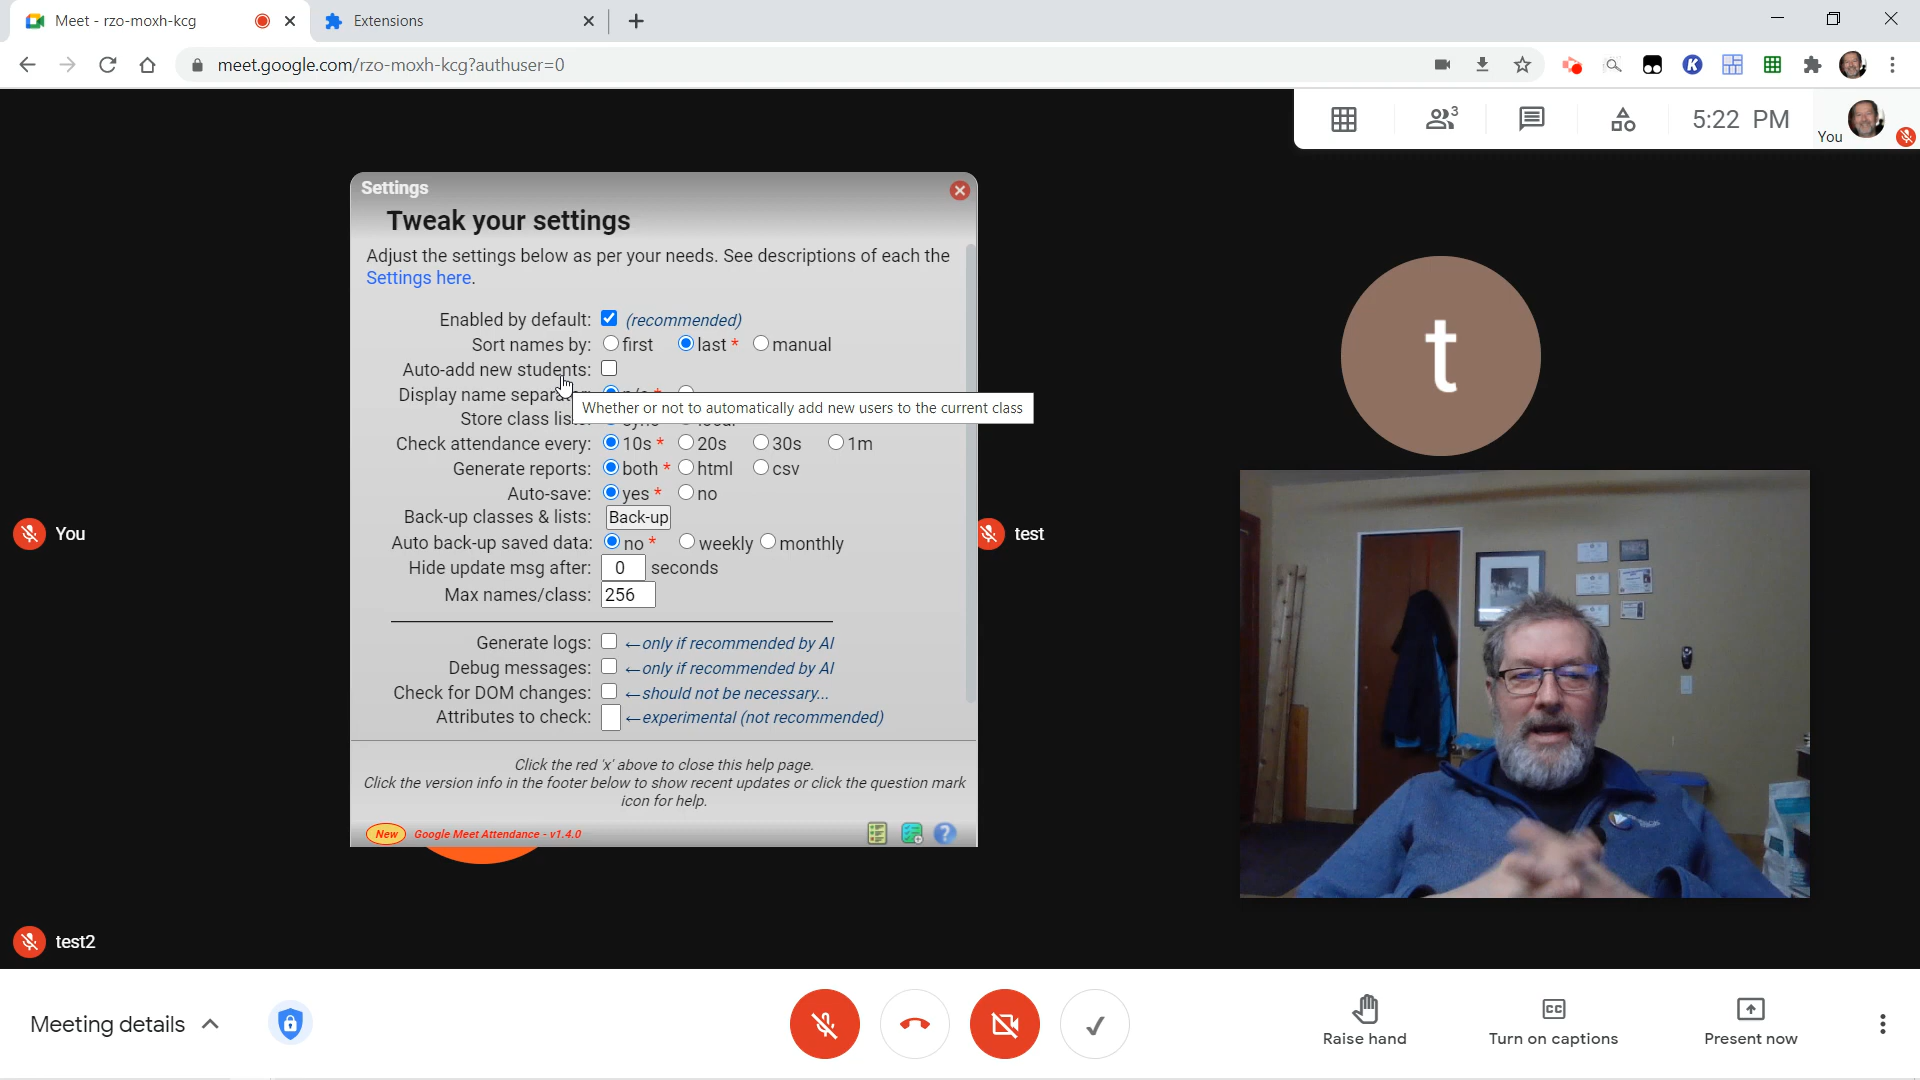 Meet - rzo-moxh-kcg
Extensions
meet.google.com/rzo-moxh-kcg?authuser=0
3
5:22 PM
You
Settings
Tweak your settings
Adjust the settings below as per your needs. See descriptions of each the
Settings here.
Enabled by default: (recommended)
Sort names by: first last * manual
Auto-add new students:
Display name
Whether or not to automatically add new users to the current class
Store class
Check attendance every: 10s * 20s 30s 1m
Generate reports: both * html csv
Auto-save: yes * no
Back-up classes & lists: Back-up
Auto back-up saved data: no * weekly monthly
Hide update msg after: 0 seconds
Max names/class: 256
Generate logs: ←only if recommended by AI
Debug messages: ←only if recommended by AI
Check for DOM changes: ←should not be necessary...
Attributes to check: ←experimental (not recommended)
Click the red 'x' above to close this help page.
Click the version info in the footer below to show recent updates or click the question mark
icon for help.
New Google Meet Attendance - v1.4.0
t
You
test
test2
Meeting details
Raise hand
CC
Turn on captions
Present now